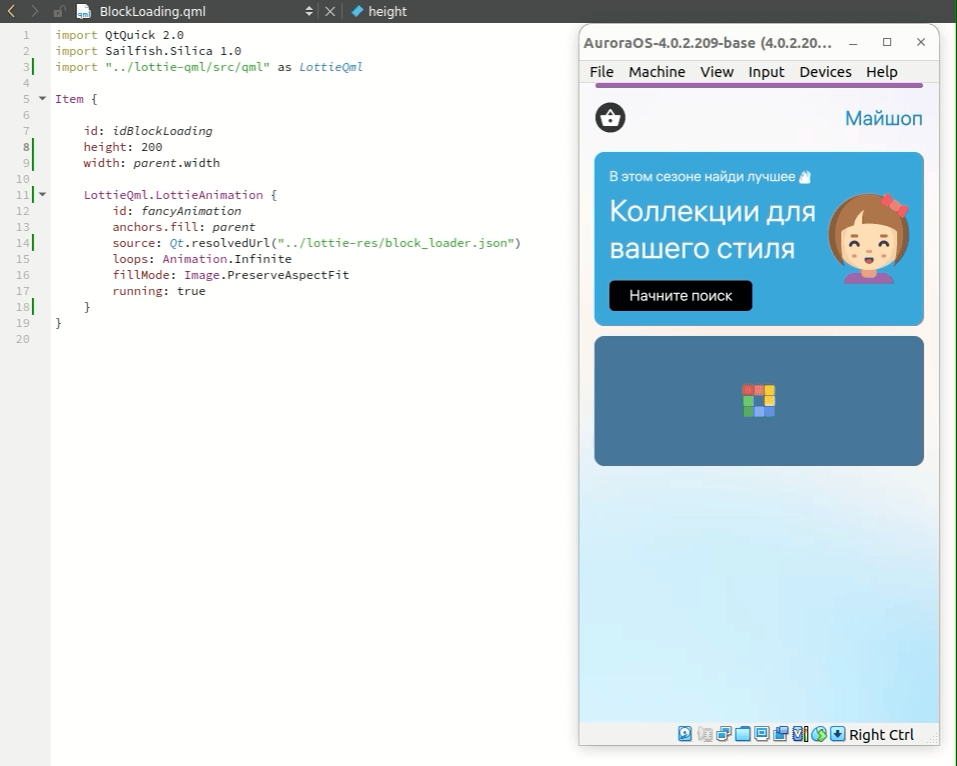 BlockLoading.qml
height
1 import QtQuick 2.0
2 import Sailfish.Silica 1.0
3 import "../lottie-qml/src/qml" as LottieQml
4
5 Item {
6
7 id: idBlockLoading
8 height: 200
9 width: parent.width
10
11 LottieQml.LottieAnimation {
12 id: fancyAnimation
13 anchors.fill: parent
14 source: Qt.resolvedUrl("../lottie-res/block_loader.json")
15 loops: Animation.Infinite
16 fillMode: Image.PreserveAspectFit
17 running: true
18 }
19 }
20
AuroraOS-4.0.2.209-base (4.0.2.20...
File Machine View Input Devices Help
Майшоп
В этом сезоне найди лучшее
Коллекции для
вашего стиля
Начните поиск
Right Ctrl